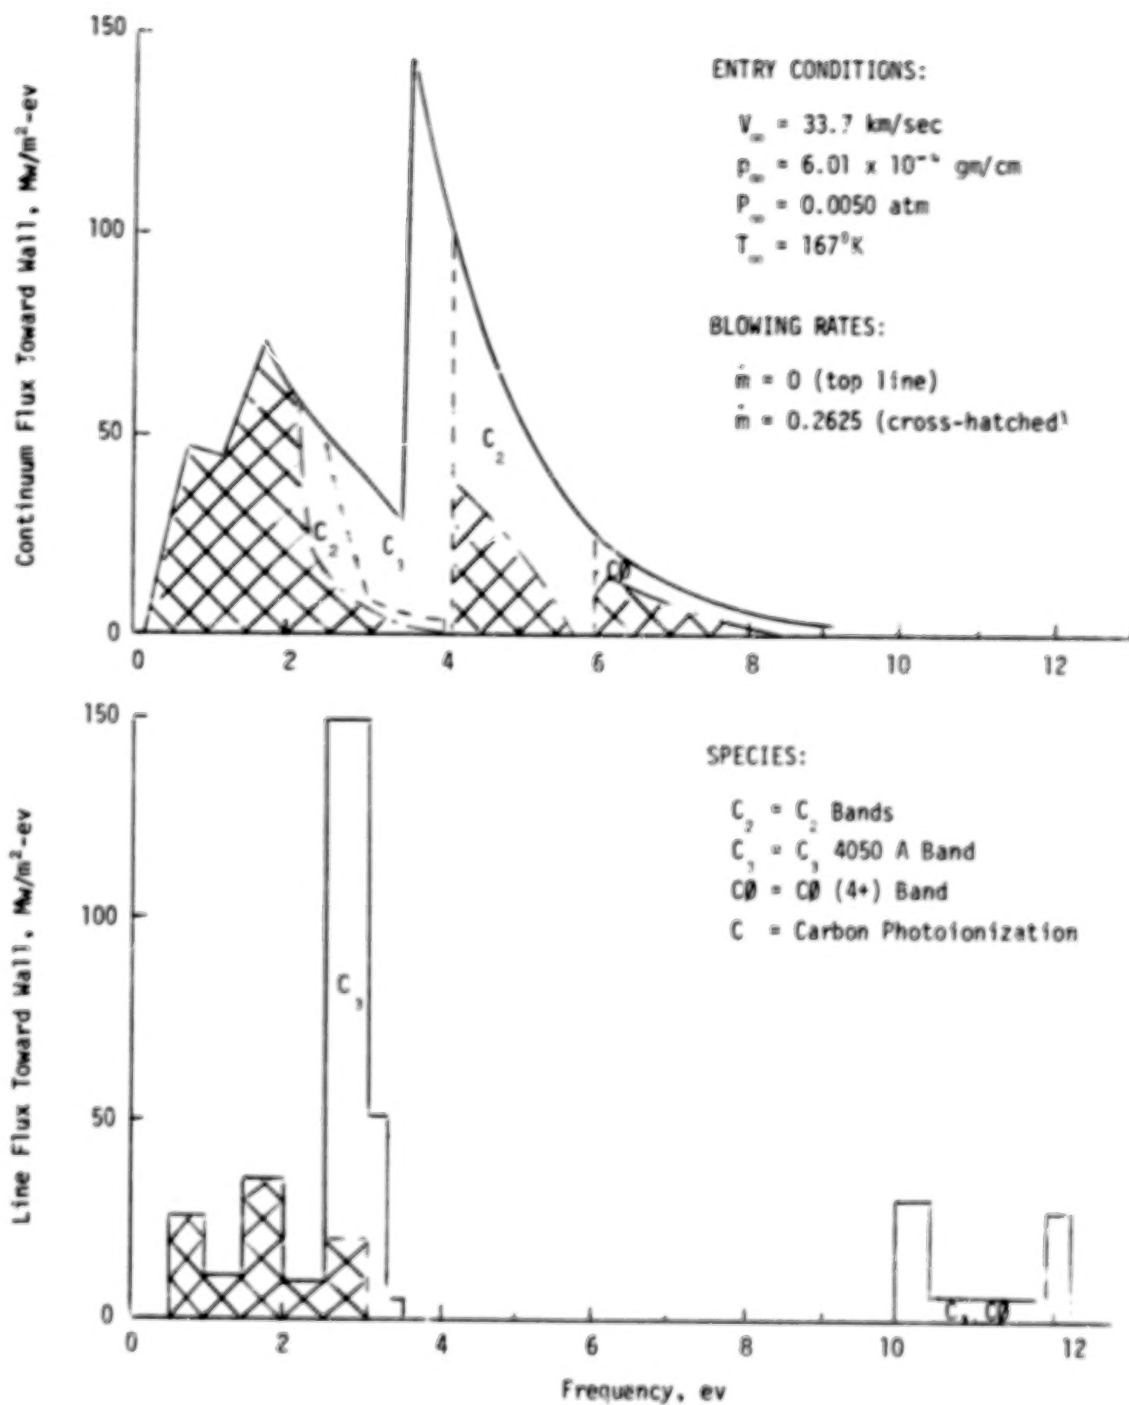 150
100
50
0
Continuum Flux Toward Wall, Mw/m²-ev
ENTRY CONDITIONS:
V∞ = 33.7 km/sec
p∞ = 6.01 x 10⁻⁴ gm/cm
P∞ = 0.0050 atm
T∞ = 167⁰K
BLOWING RATES:
ṁ = 0 (top line)
ṁ = 0.2625 (cross-hatched)
C₂
C₂
C₃
CØ
0 2 4 6 8 10 12
150
100
50
0
Line Flux Toward Wall, Mw/m²-ev
SPECIES:
C₂ = C₂ Bands
C₃ = C₃ 4050 A Band
CØ = CØ (4+) Band
C = Carbon Photoionization
C₃
CØ
0 2 4 6 8 10 12
Frequency, ev